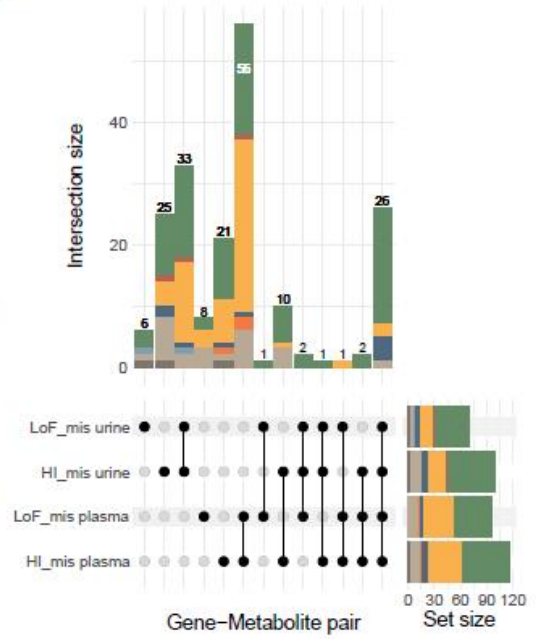 56
40
33
Intersection size
25
26
21
20
10
8
6
2
2
1
1
1
0
LoF_mis urine
HI_mis urine
LoF_mis plasma
HI_mis plasma
0 30 60 90 120
Gene-Metabolite pair
Set size